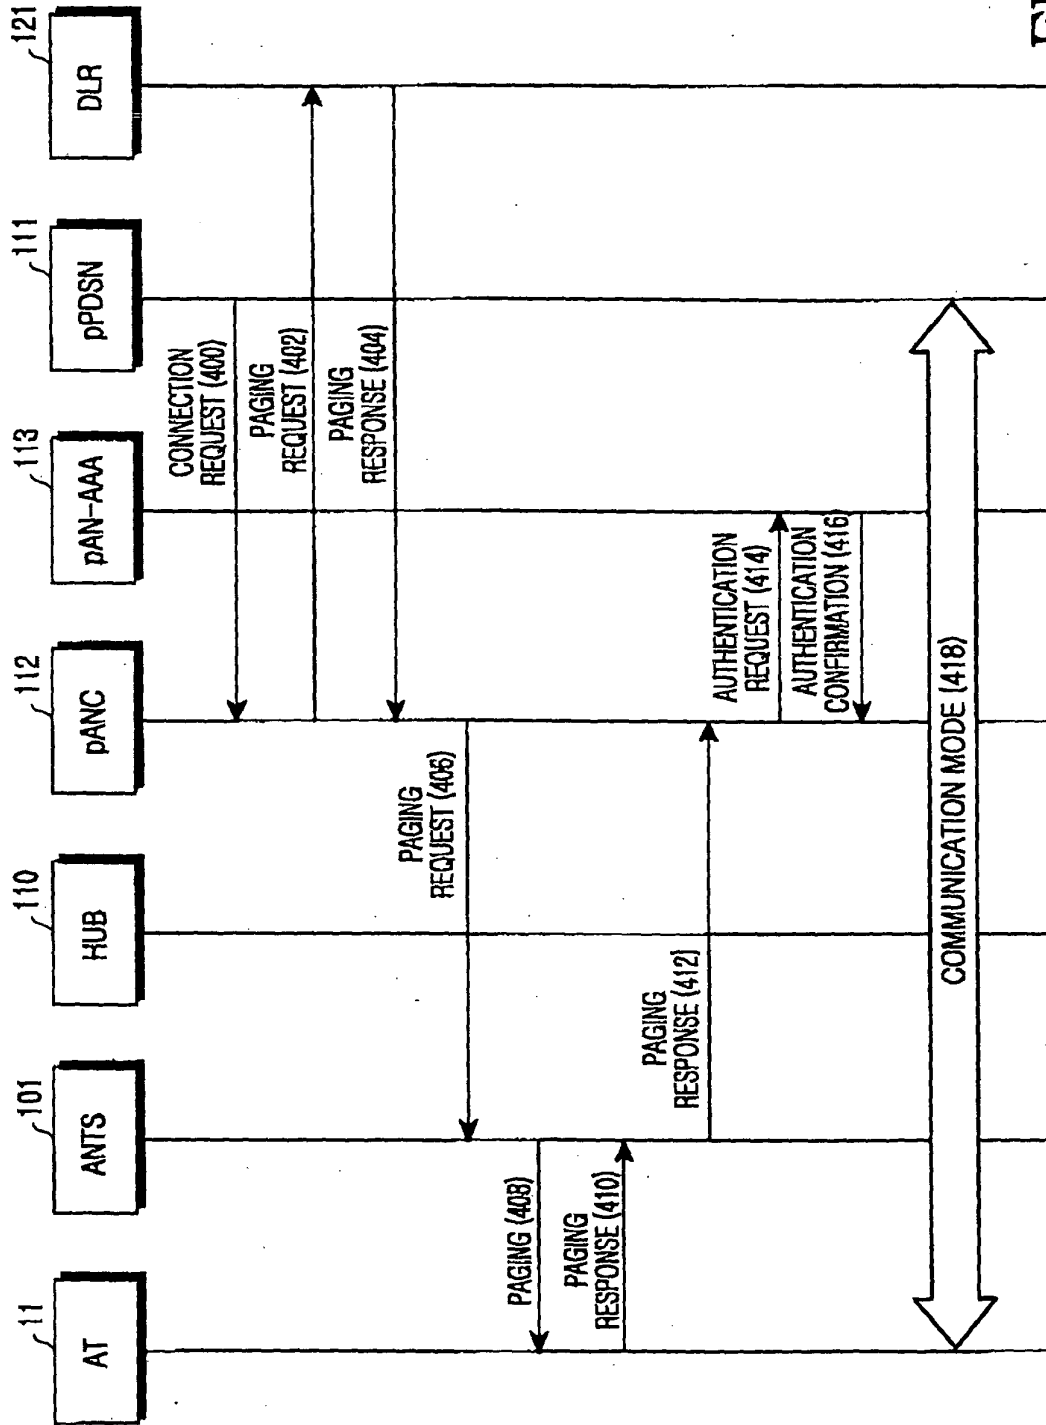 11
101
110
112
113
111
121
AT
ANTS
HUB
pANC
pAN-AAA
pPDSN
DLR
CONNECTION
REQUEST (400)
PAGING
REQUEST (402)
PAGING
RESPONSE (404)
PAGING
REQUEST (406)
PAGING (408)
PAGING
RESPONSE (410)
PAGING
RESPONSE (412)
AUTHENTICATION
REQUEST (414)
AUTHENTICATION
CONFIRMATION (416)
COMMUNICATION MODE (418)